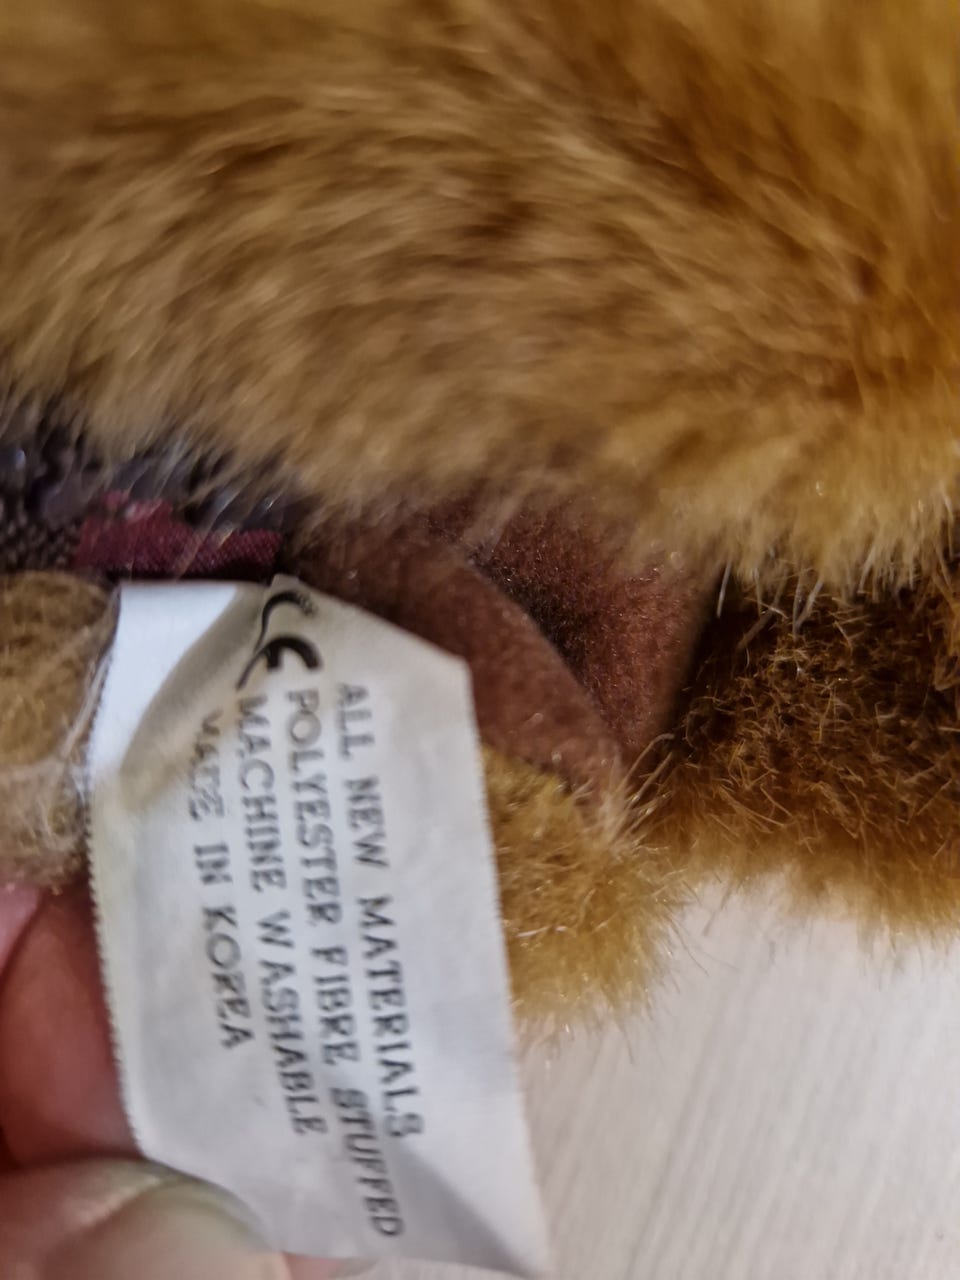 CE
ALL NEW MATERIALS
POLYESTER FIBRE STUFFED
MACHINE WASHABLE
MADE IN KOREA